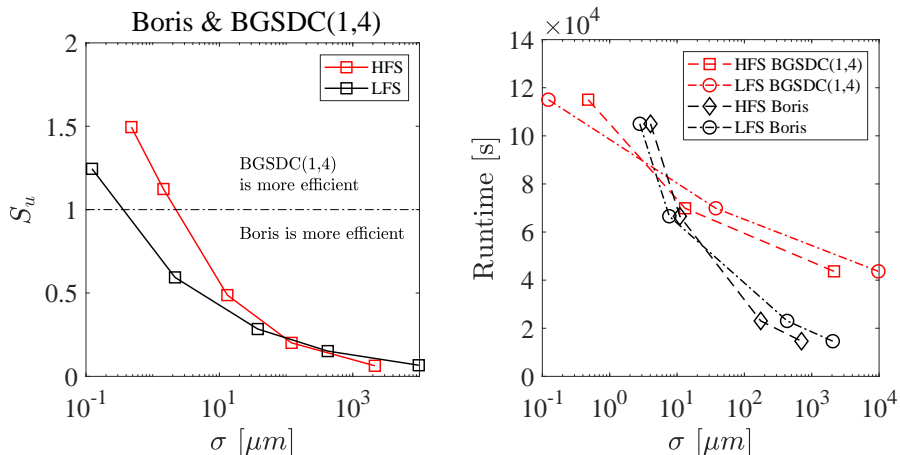 Boris & BGSDC(1,4)
2
1.5
1
0.5
0
S_u
HFS
LFS
BGSDC(1,4)
is more efficient
Boris is more efficient
10^-1
10^1
10^3
σ [μm]
×10^4
14
12
10
8
6
4
2
0
Runtime [s]
HFS BGSDC(1,4)
LFS BGSDC(1,4)
HFS Boris
LFS Boris
10^-1
10^0
10^1
10^2
10^3
10^4
σ [μm]